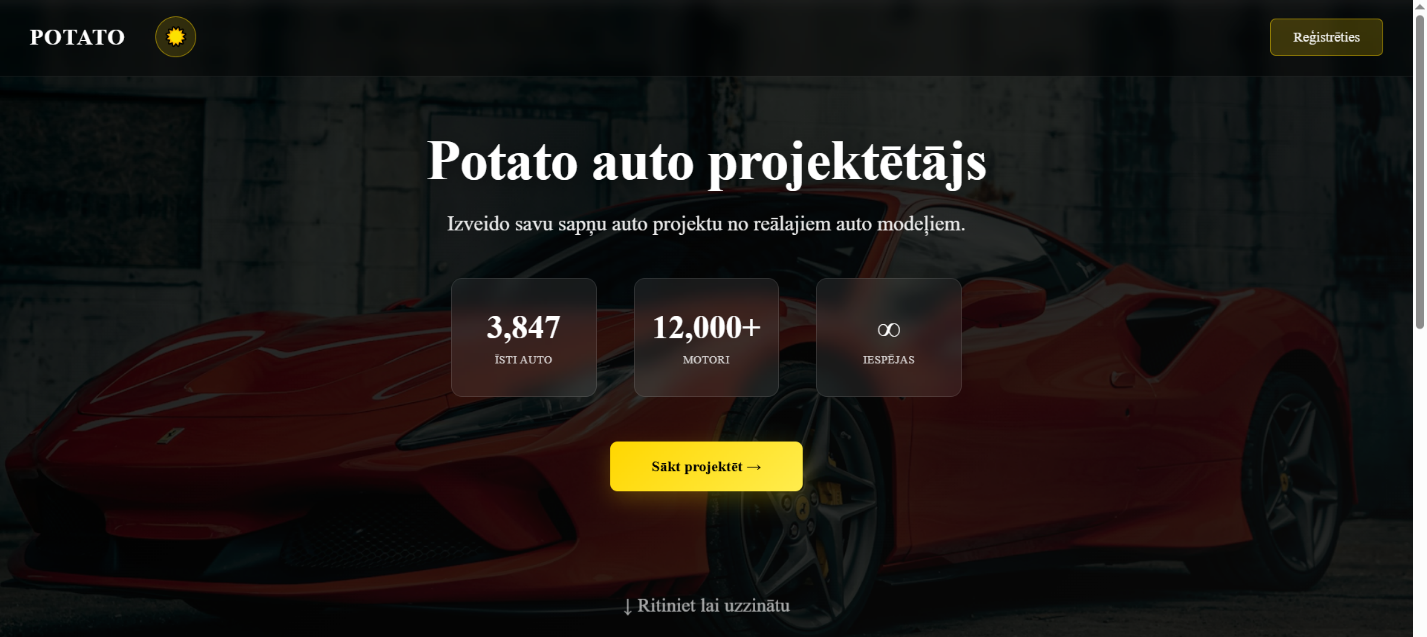 POTATO
Reģistrēties
Potato auto projektētājs
Izveido savu sapņu auto projektu no reālajiem auto modeļiem.
3,847
ĪSTI AUTO
12,000+
MOTORI
∞
IESPĒJAS
Sākt projektēt →
↓ Ritiniet lai uzzinātu